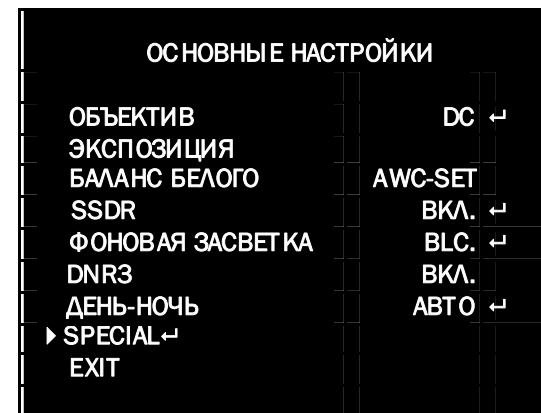 ОСНОВНЫЕ НАСТРОЙКИ
ОБЪЕКТИВ DC ↵
ЭКСПОЗИЦИЯ
БАЛАНС БЕЛОГО AWC-SET
SSDR ВКЛ. ↵
ФОНОВАЯ ЗАСВЕТКА BLC. ↵
DNR3 ВКЛ.
ДЕНЬ-НОЧЬ АВТО ↵
▶ SPECIAL↵
EXIT